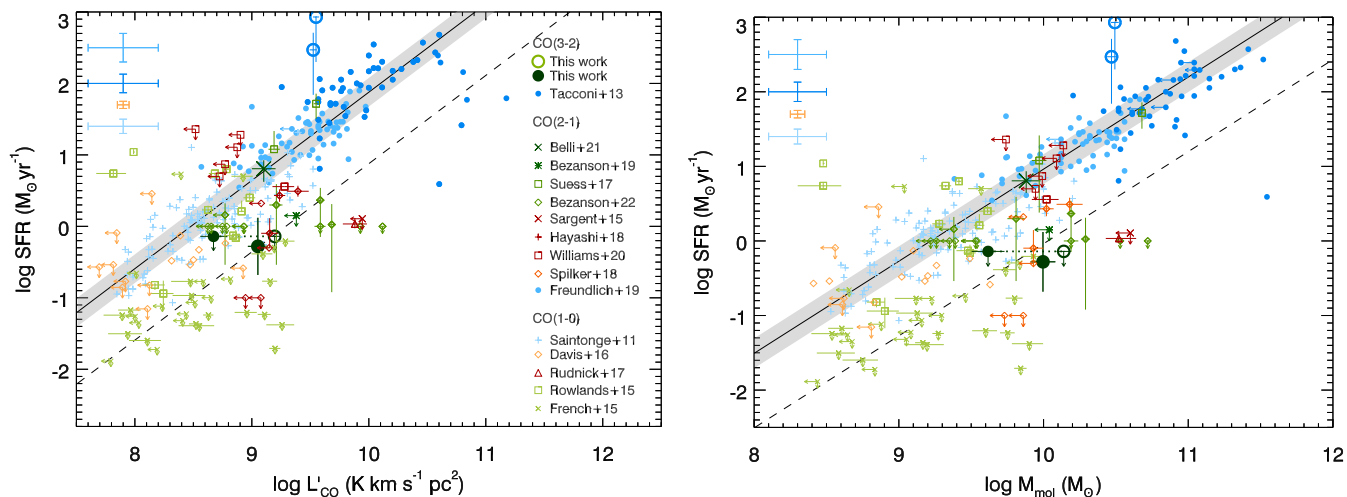 3
2
1
0
-1
-2
log SFR (M⊙ yr⁻¹)
8
9
10
11
12
log L'CO (K km s⁻¹ pc²)
CO(3-2)
This work
This work
Tacconi+13
CO(2-1)
Belli+21
Bezanson+19
Suess+17
Bezanson+22
Sargent+15
Hayashi+18
Williams+20
Spilker+18
Freundlich+19
CO(1-0)
Saintonge+11
Davis+16
Rudnick+17
Rowlands+15
French+15
3
2
1
0
-1
-2
log SFR (M⊙ yr⁻¹)
8
9
10
11
12
log Mmol (M⊙)